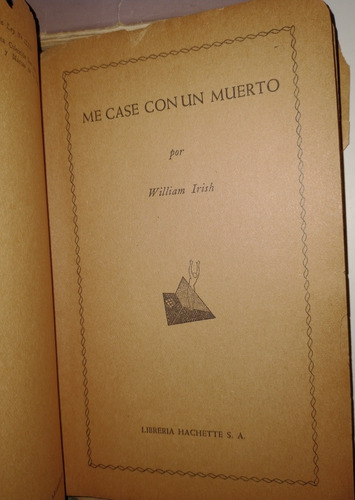 ME CASE CON UN MUERTO
por
William Irish
LIBRERIA HACHETTE S. A.